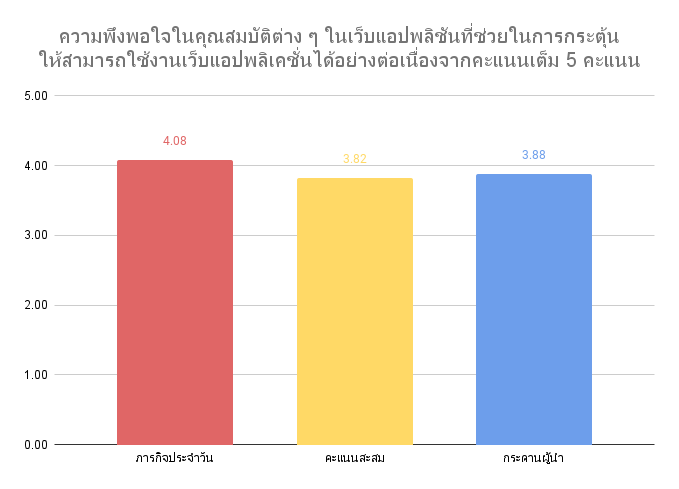 ความพึงพอใจในคุณสมบัติต่าง ๆ ในเว็บแอปพลิชันที่ช่วยในการกระตุ้น
ให้สามารถใช้งานเว็บแอปพลิเคชั่นได้อย่างต่อเนื่องจากคะแนนเต็ม 5 คะแนน
5.00
4.00
3.00
2.00
1.00
0.00
4.08
3.82
3.88
ภารกิจประจำวัน
คะแนนสะสม
กระดานผู้นำ